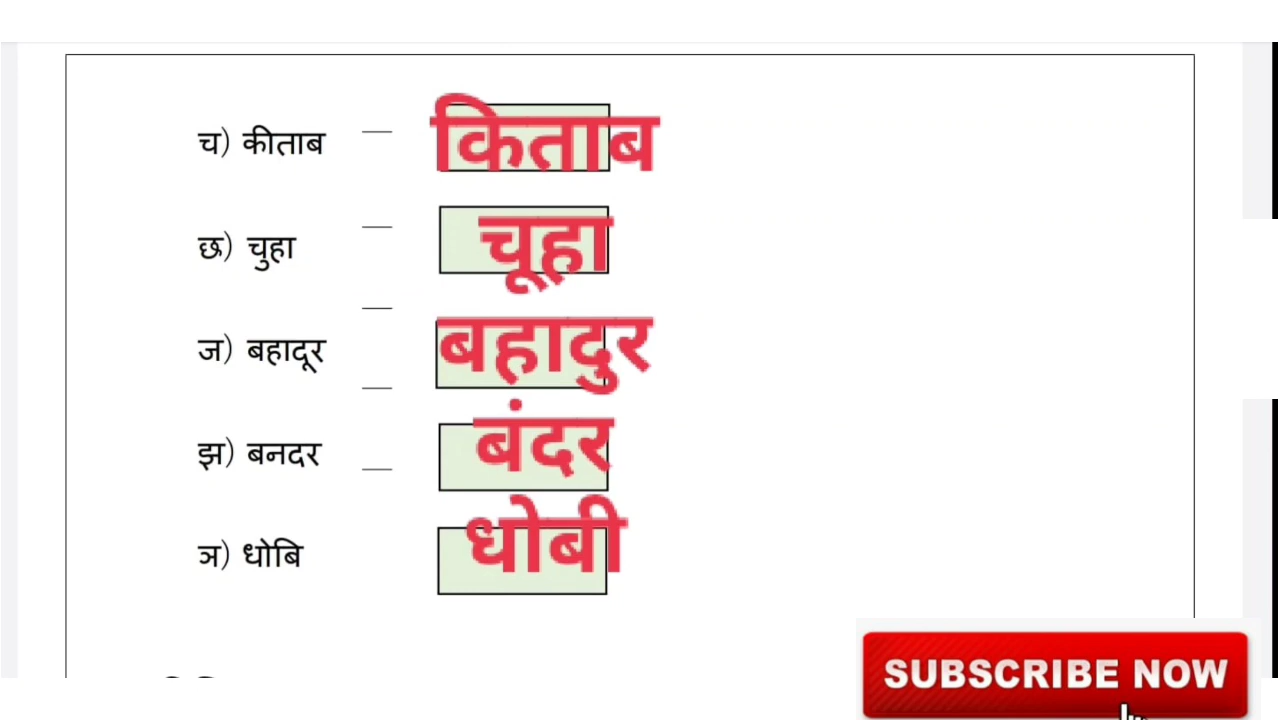 च) कीताब — किताब
छ) चुहा — चूहा
ज) बहादूर — बहादुर
झ) बनदर — बंदर
ञ) धोबि — धोबी
SUBSCRIBE NOW